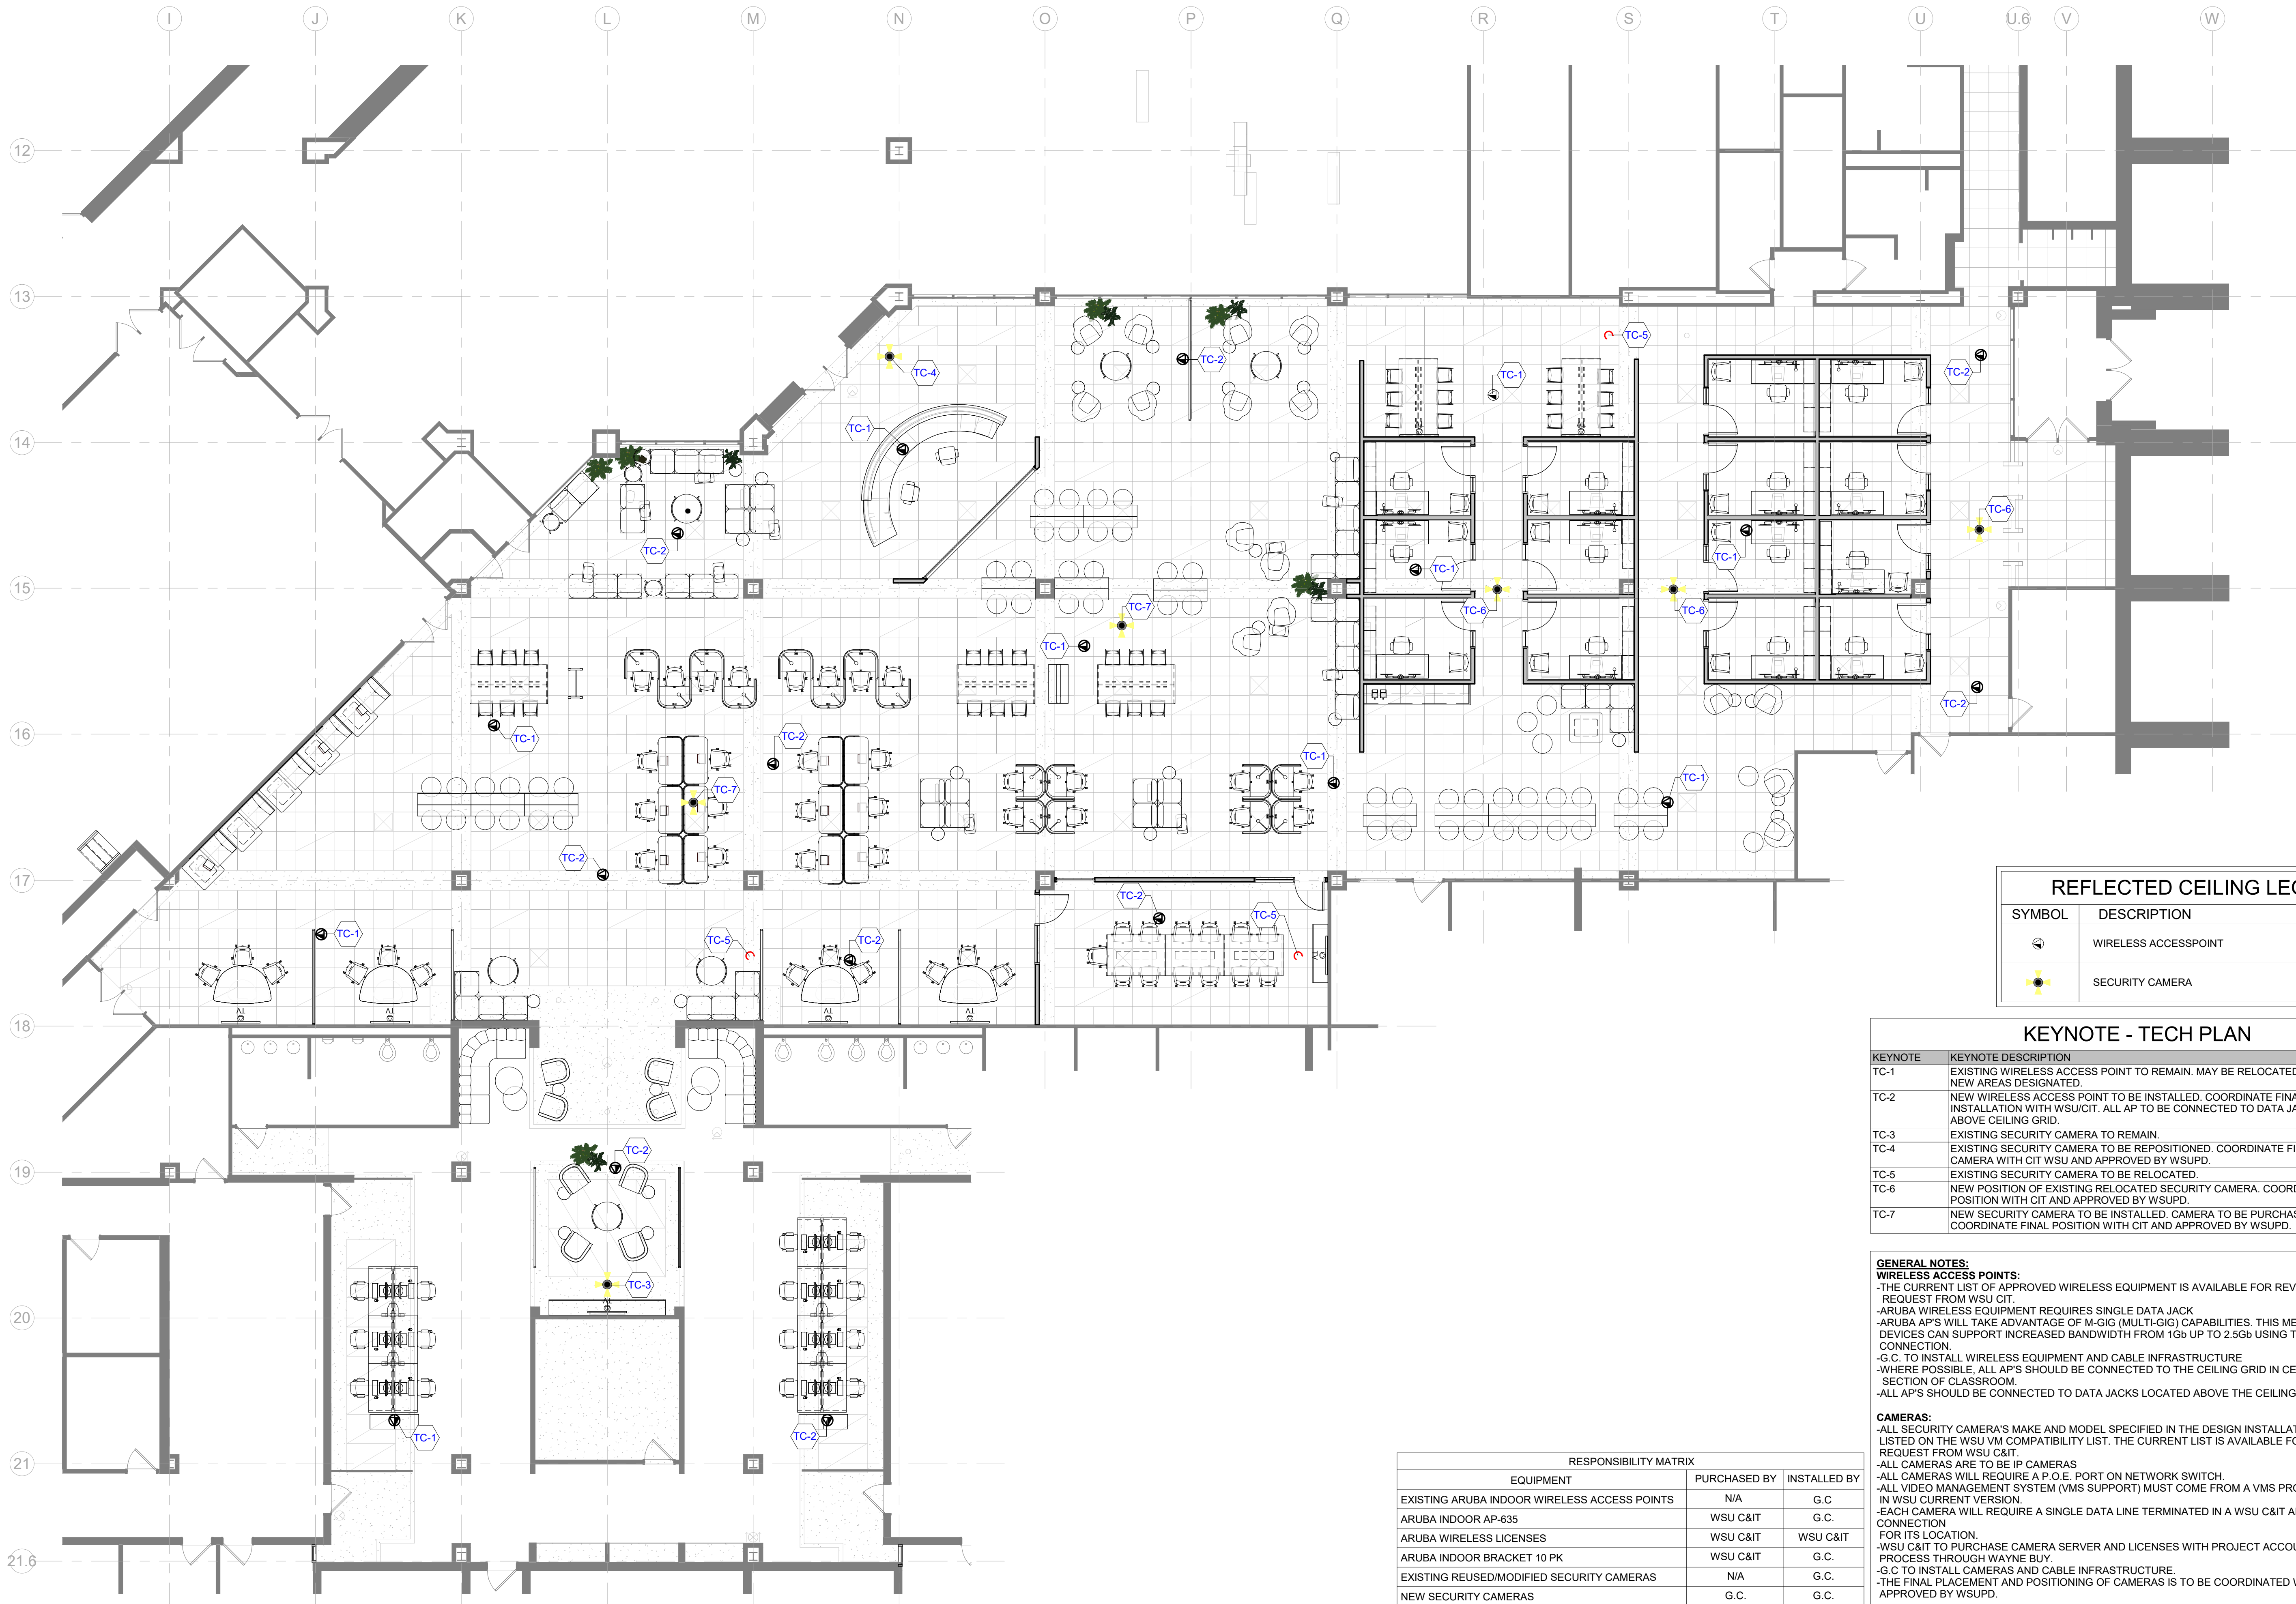 I J K L M N O P Q R S T U U.6 V W
12
13
TC-5
TC-2
TC-2
TC-4
TC-1
TC-2
TC-1
14
TC-6
TC-2
TC-1
TC-1
15
TC-7
TC-6
TC-6
TC-1
TC-2
16
TC-1
TC-2
TC-1
TC-1
TC-7
TC-2
17
TC-2
TC-5
TC-1
TC-5
TC-2
TV
TV
TV
TV
TV
18
19
TC-2
TC-3
TV
20
TC-1
TC-2
21
21.6
REFLECTED CEILING LEG
SYMBOL DESCRIPTION
WIRELESS ACCESSPOINT
SECURITY CAMERA
KEYNOTE - TECH PLAN
KEYNOTE KEYNOTE DESCRIPTION
TC-1 EXISTING WIRELESS ACCESS POINT TO REMAIN. MAY BE RELOCATED
NEW AREAS DESIGNATED.
TC-2 NEW WIRELESS ACCESS POINT TO BE INSTALLED. COORDINATE FINA
INSTALLATION WITH WSU/CIT. ALL AP TO BE CONNECTED TO DATA JA
ABOVE CEILING GRID.
TC-3 EXISTING SECURITY CAMERA TO REMAIN.
TC-4 EXISTING SECURITY CAMERA TO BE REPOSITIONED. COORDINATE FI
CAMERA WITH CIT WSU AND APPROVED BY WSUPD.
TC-5 EXISTING SECURITY CAMERA TO BE RELOCATED.
TC-6 NEW POSITION OF EXISTING RELOCATED SECURITY CAMERA. COORD
POSITION WITH CIT AND APPROVED BY WSUPD.
TC-7 NEW SECURITY CAMERA TO BE INSTALLED. CAMERA TO BE PURCHAS
COORDINATE FINAL POSITION WITH CIT AND APPROVED BY WSUPD.
GENERAL NOTES:
WIRELESS ACCESS POINTS:
-THE CURRENT LIST OF APPROVED WIRELESS EQUIPMENT IS AVAILABLE FOR REV
REQUEST FROM WSU CIT.
-ARUBA WIRELESS EQUIPMENT REQUIRES SINGLE DATA JACK
-ARUBA AP'S WILL TAKE ADVANTAGE OF M-GIG (MULTI-GIG) CAPABILITIES. THIS ME
DEVICES CAN SUPPORT INCREASED BANDWIDTH FROM 1Gb UP TO 2.5Gb USING T
CONNECTION.
-G.C. TO INSTALL WIRELESS EQUIPMENT AND CABLE INFRASTRUCTURE
-WHERE POSSIBLE, ALL AP'S SHOULD BE CONNECTED TO THE CEILING GRID IN CE
SECTION OF CLASSROOM.
-ALL AP'S SHOULD BE CONNECTED TO DATA JACKS LOCATED ABOVE THE CEILING
CAMERAS:
-ALL SECURITY CAMERA'S MAKE AND MODEL SPECIFIED IN THE DESIGN INSTALLAT
LISTED ON THE WSU VM COMPATIBILITY LIST. THE CURRENT LIST IS AVAILABLE FO
REQUEST FROM WSU C&IT.
-ALL CAMERAS ARE TO BE IP CAMERAS
-ALL CAMERAS WILL REQUIRE A P.O.E. PORT ON NETWORK SWITCH.
-ALL VIDEO MANAGEMENT SYSTEM (VMS SUPPORT) MUST COME FROM A VMS PRO
IN WSU CURRENT VERSION.
-EACH CAMERA WILL REQUIRE A SINGLE DATA LINE TERMINATED IN A WSU C&IT A
CONNECTION
FOR ITS LOCATION.
-WSU C&IT TO PURCHASE CAMERA SERVER AND LICENSES WITH PROJECT ACCOU
PROCESS THROUGH WAYNE BUY.
-G.C TO INSTALL CAMERAS AND CABLE INFRASTRUCTURE.
-THE FINAL PLACEMENT AND POSITIONING OF CAMERAS IS TO BE COORDINATED W
APPROVED BY WSUPD.
RESPONSIBILITY MATRIX
EQUIPMENT PURCHASED BY INSTALLED BY
EXISTING ARUBA INDOOR WIRELESS ACCESS POINTS N/A G.C
ARUBA INDOOR AP-635 WSU C&IT G.C.
ARUBA WIRELESS LICENSES WSU C&IT WSU C&IT
ARUBA INDOOR BRACKET 10 PK WSU C&IT G.C.
EXISTING REUSED/MODIFIED SECURITY CAMERAS N/A G.C.
NEW SECURITY CAMERAS G.C. G.C.